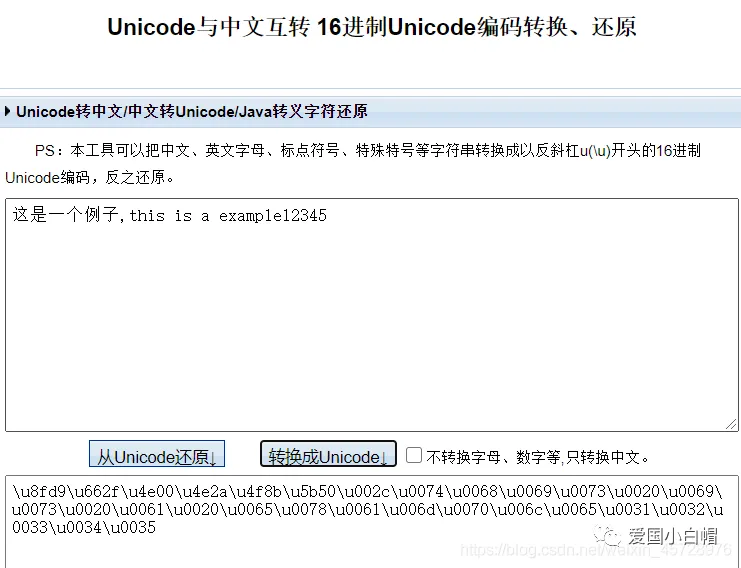 Unicode与中文互转 16进制Unicode编码转换、还原
Unicode转中文/中文转Unicode/Java转义字符还原
PS：本工具可以把中文、英文字母、标点符号、特殊特号等字符串转换成以反斜杠u(\u)开头的16进制
Unicode编码，反之还原。
这是一个例子,this is a example12345
从Unicode还原↓ 转换成Unicode↓ 不转换字母、数字等,只转换中文。
\u8fd9\u662f\u4e00\u4e2a\u4f8b\u5b50\u002c\u0074\u0068\u0069\u0073\u0020\u0069\
u0073\u0020\u0061\u0020\u0065\u0078\u0061\u006d\u0070\u006c\u0065\u0031\u0032\u
0033\u0034\u0035
爱国小白帽
https://blog.csdn.net/weixin_45728976